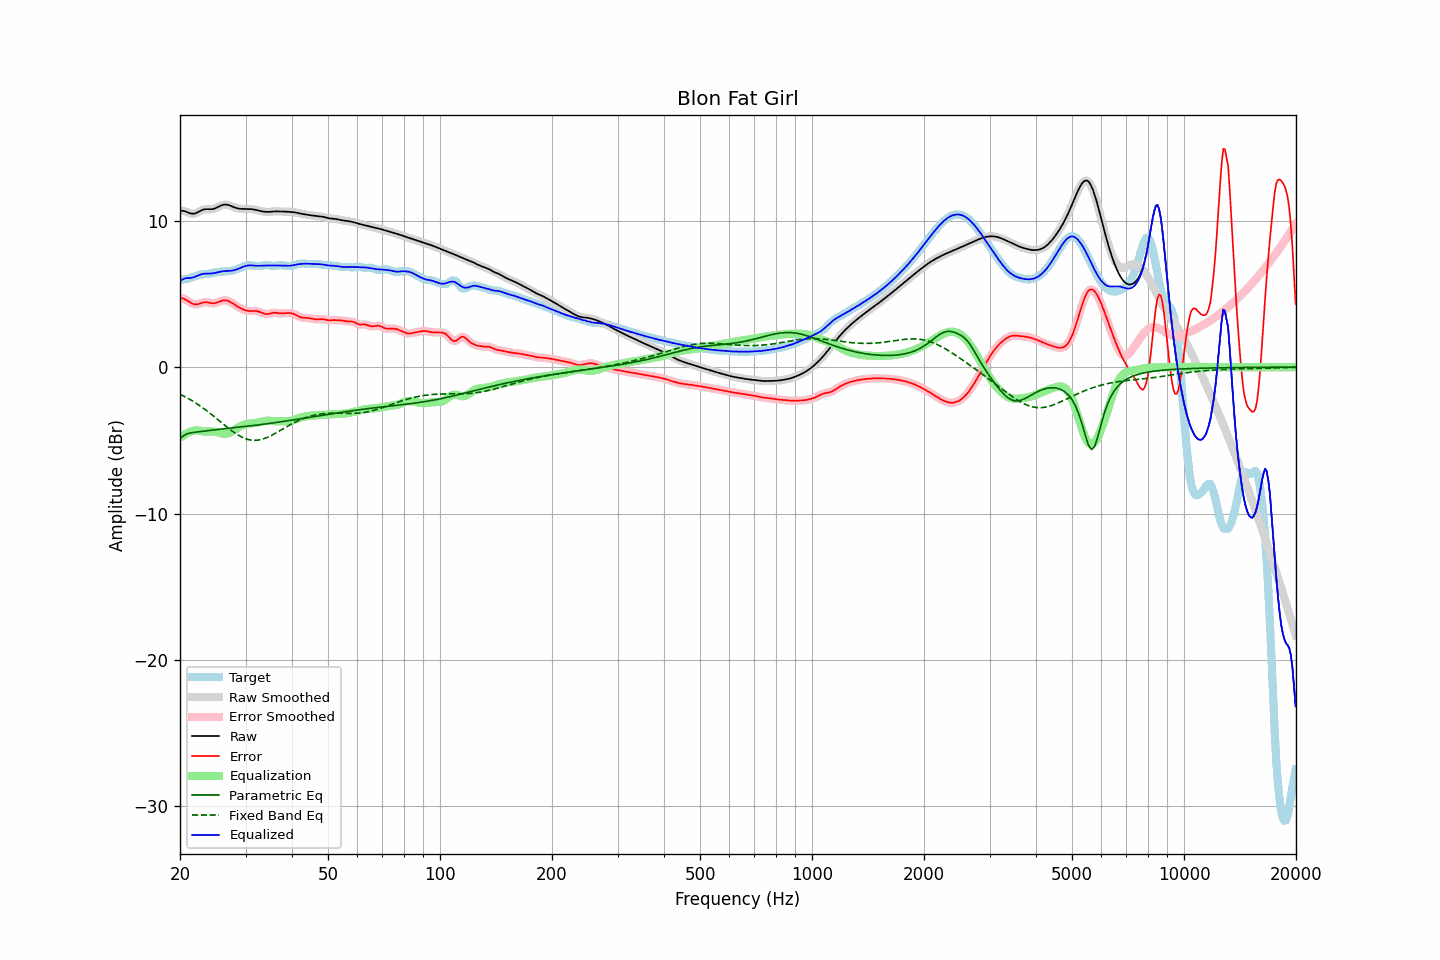 Blon Fat Girl
Amplitude (dBr)
10
0
−10
−20
−30
Target
Raw Smoothed
Error Smoothed
Raw
Error
Equalization
Parametric Eq
Fixed Band Eq
Equalized
20 50 100 200 500 1000 2000 5000 10000 20000
Frequency (Hz)